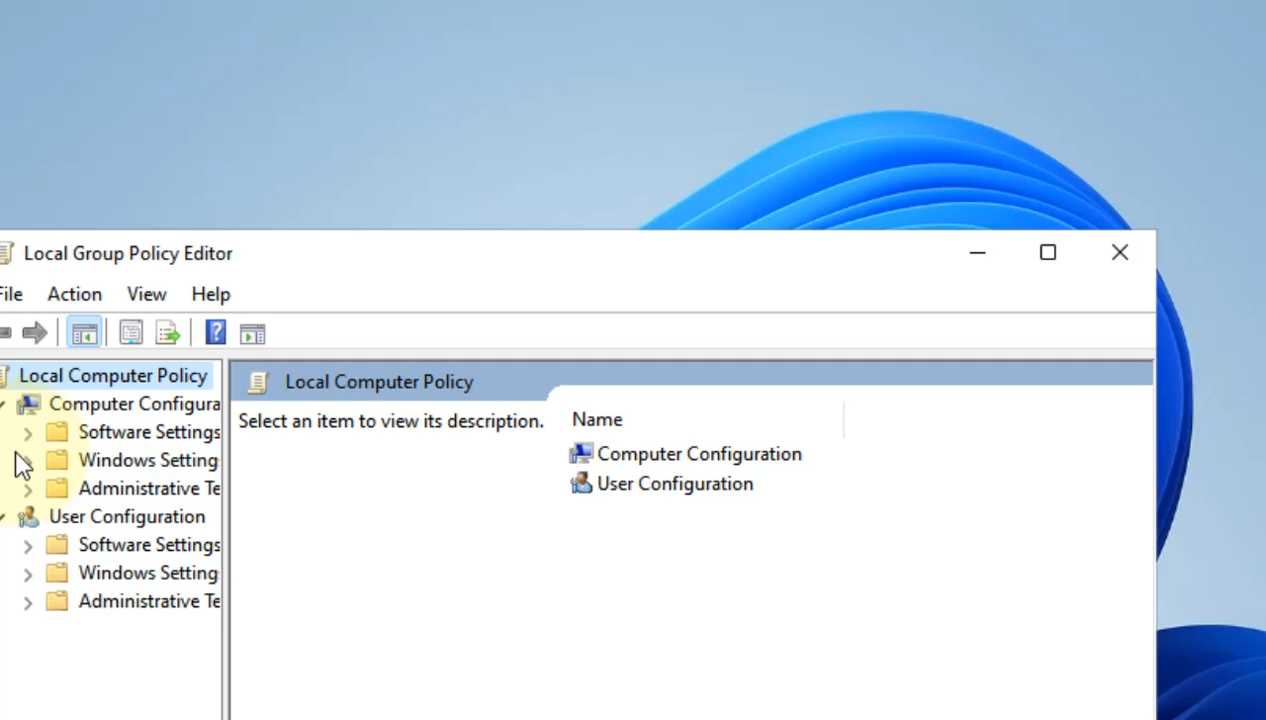 Local Group Policy Editor
File Action View Help
Local Computer Policy
Computer Configura
Software Settings
Windows Setting
Administrative Te
User Configuration
Software Settings
Windows Setting
Administrative Te
Local Computer Policy
Select an item to view its description.
Name
Computer Configuration
User Configuration